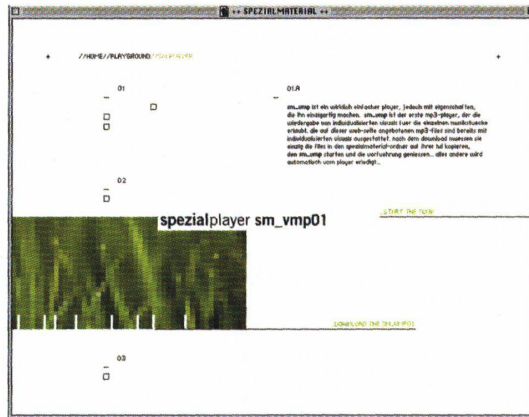 ++ SPEZIALMATERIAL ++
//HOME//PLAYGROUND//SM.PLAYER
01
01.A
sm_vmp ist ein wirklich einfacher player, jedoch mit eigenschaften,
die ihn einzigartig machen. sm_vmp ist der erste mp3-player, der die
wiedergabe von individualisierten visuals fuer die einzelnen musikstuecke
erlaubt. die auf dieser web-seite angebotenen mp3-files sind bereits mit
individualisierten visuals ausgestattet. nach dem download muessen sie
einzig die files in den spezialmaterial-ordner auf ihrer hd kopieren,
den sm_vmp starten und die vorfuehrung geniessen... alles andere wird
automatisch vom player erledigt...
02
spezialplayer sm_vmp01
START THE
DOWNLOAD THE SM_VMP01
03